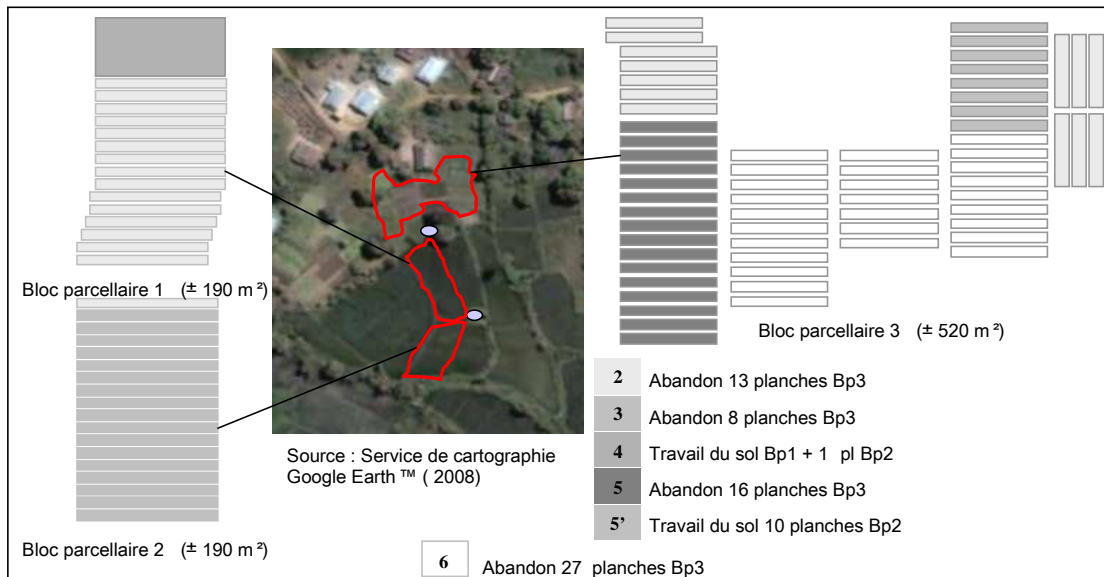 Bloc parcellaire 1 (± 190 m²)
Bloc parcellaire 2 (± 190 m²)
Source : Service de cartographie
Google Earth ™ ( 2008)
Bloc parcellaire 3 (± 520 m²)
2 Abandon 13 planches Bp3
3 Abandon 8 planches Bp3
4 Travail du sol Bp1 + 1 pl Bp2
5 Abandon 16 planches Bp3
5' Travail du sol 10 planches Bp2
6 Abandon 27 planches Bp3